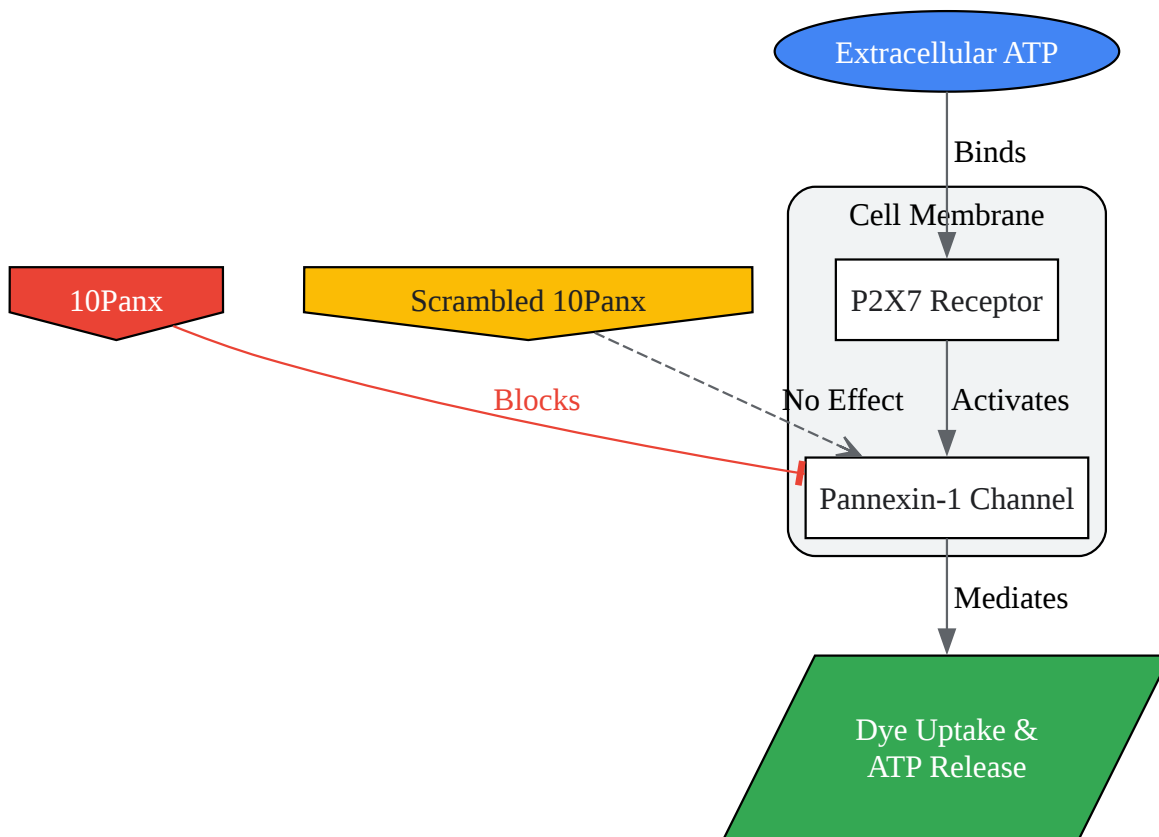 Extracellular ATP
Binds
Cell Membrane
10Panx
Scrambled 10Panx
P2X7 Receptor
Blocks
No Effect
Activates
Pannexin-1 Channel
Mediates
Dye Uptake &
ATP Release